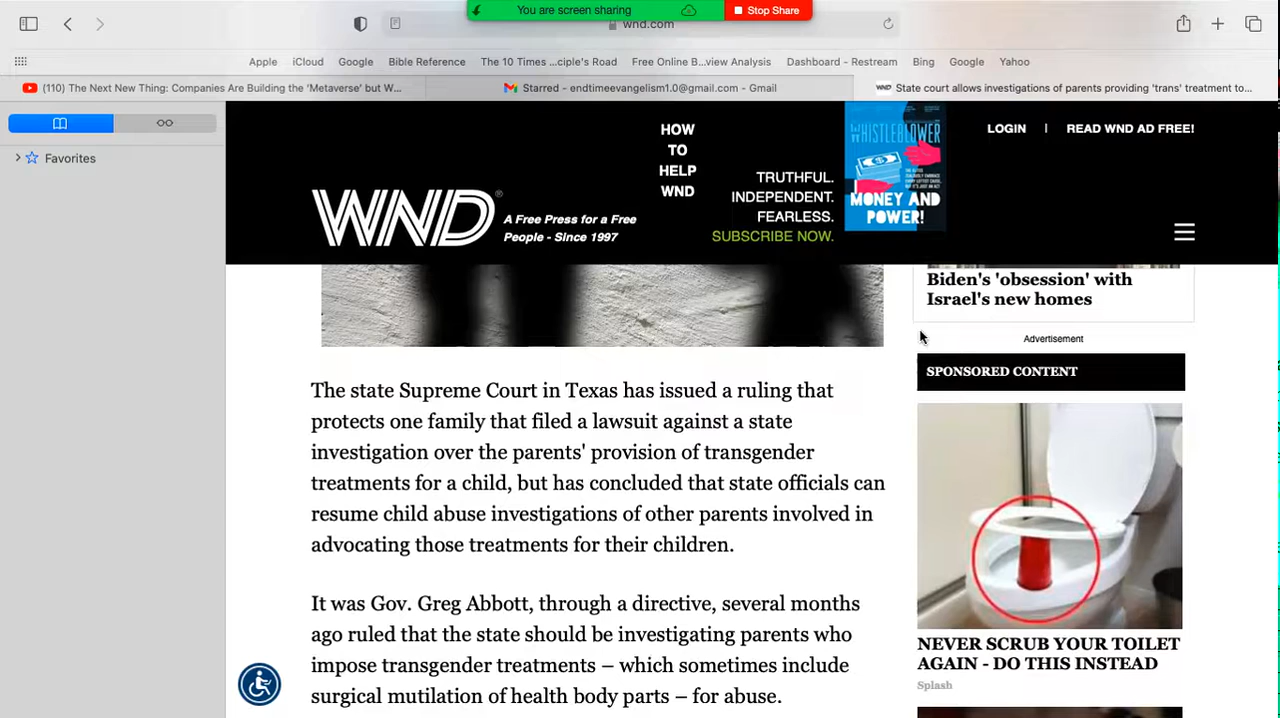 You are screen sharing
Stop Share
wnd.com
Apple iCloud Google Bible Reference The 10 Times ...ciple's Road Free Online B...view Analysis Dashboard - Restream Bing Google Yahoo
(110) The Next New Thing: Companies Are Building the 'Metaverse' but W...
Starred - endtimeevangelism1.0@gmail.com - Gmail
WND State court allows investigations of parents providing 'trans' treatment to...
Favorites
HOW
TO
HELP
WND
WND®
A Free Press for a Free
People - Since 1997
TRUTHFUL.
INDEPENDENT.
FEARLESS.
SUBSCRIBE NOW.
WHISTLEBLOWER
MONEY AND
POWER!
LOGIN | READ WND AD FREE!
The state Supreme Court in Texas has issued a ruling that
protects one family that filed a lawsuit against a state
investigation over the parents' provision of transgender
treatments for a child, but has concluded that state officials can
resume child abuse investigations of other parents involved in
advocating those treatments for their children.
It was Gov. Greg Abbott, through a directive, several months
ago ruled that the state should be investigating parents who
impose transgender treatments – which sometimes include
surgical mutilation of health body parts – for abuse.
Biden's 'obsession' with
Israel's new homes
Advertisement
SPONSORED CONTENT
NEVER SCRUB YOUR TOILET
AGAIN - DO THIS INSTEAD
Splash